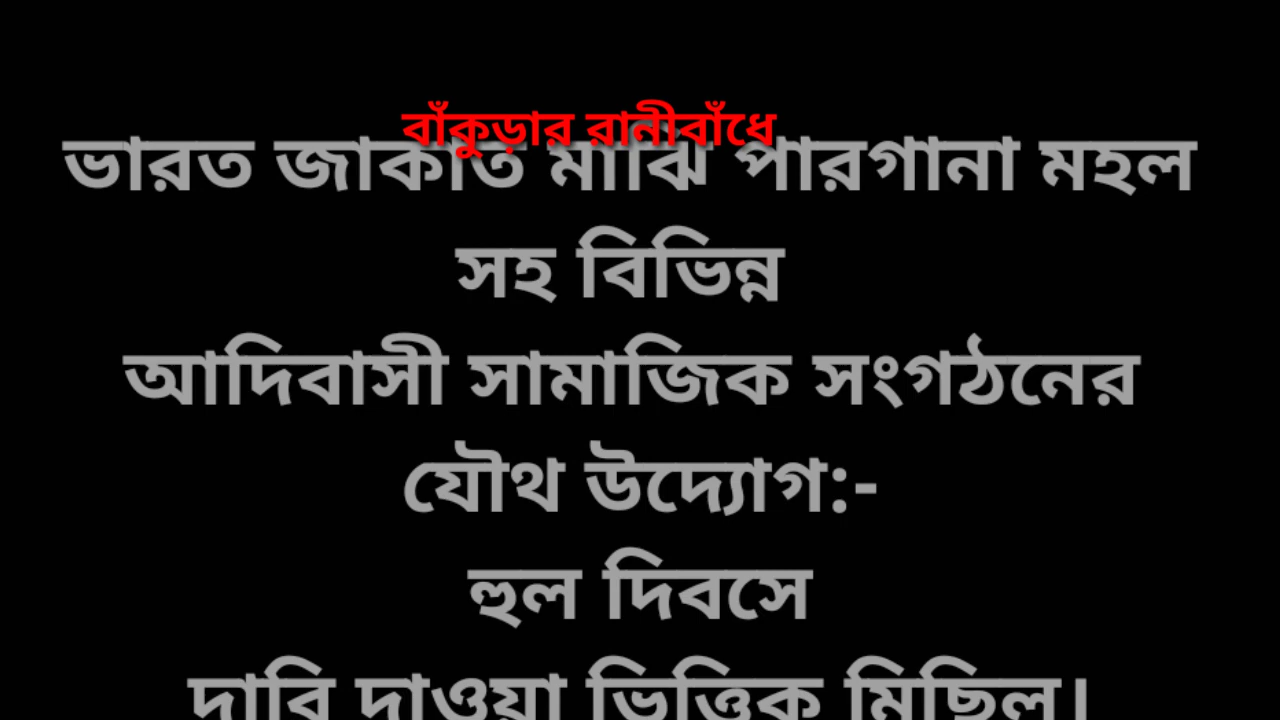 বাঁকুড়ার রানীবাঁধে
ভারত জাকাত মাঝি পারগানা মহল
সহ বিভিন্ন
আদিবাসী সামাজিক সংগঠনের
যৌথ উদ্যোগ:-
হুল দিবসে
দাবি দাওয়া ভিত্তিক মিছিল।